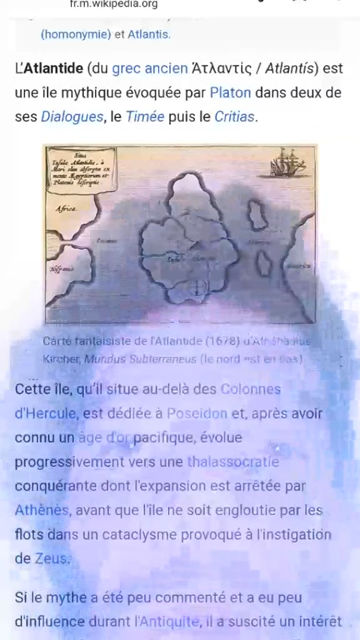 fr.m.wikipedia.org
(homonymie) et Atlantis.
L'Atlantide (du grec ancien Ἀτλαντίς / Atlantís) est
une île mythique évoquée par Platon dans deux de
ses Dialogues, le Timée puis le Critias.
Africa
Hispania
America
Carte fantaisiste de l'Atlantide (1678) d'Athanasius
Kircher, Mundus Subterraneus (le nord est en bas)
Cette île, qu'il situe au-delà des Colonnes
d'Hercule, est dédiée à Poseidon et, après avoir
connu un âge d'or pacifique, évolue
progressivement vers une thalassocratie
conquérante dont l'expansion est arrêtée par
Athènes, avant que l'île ne soit engloutie par les
flots dans un cataclysme provoqué à l'instigation
de Zeus.
Si le mythe a été peu commenté et a eu peu
d'influence durant l'Antiquité, il a suscité un intérêt